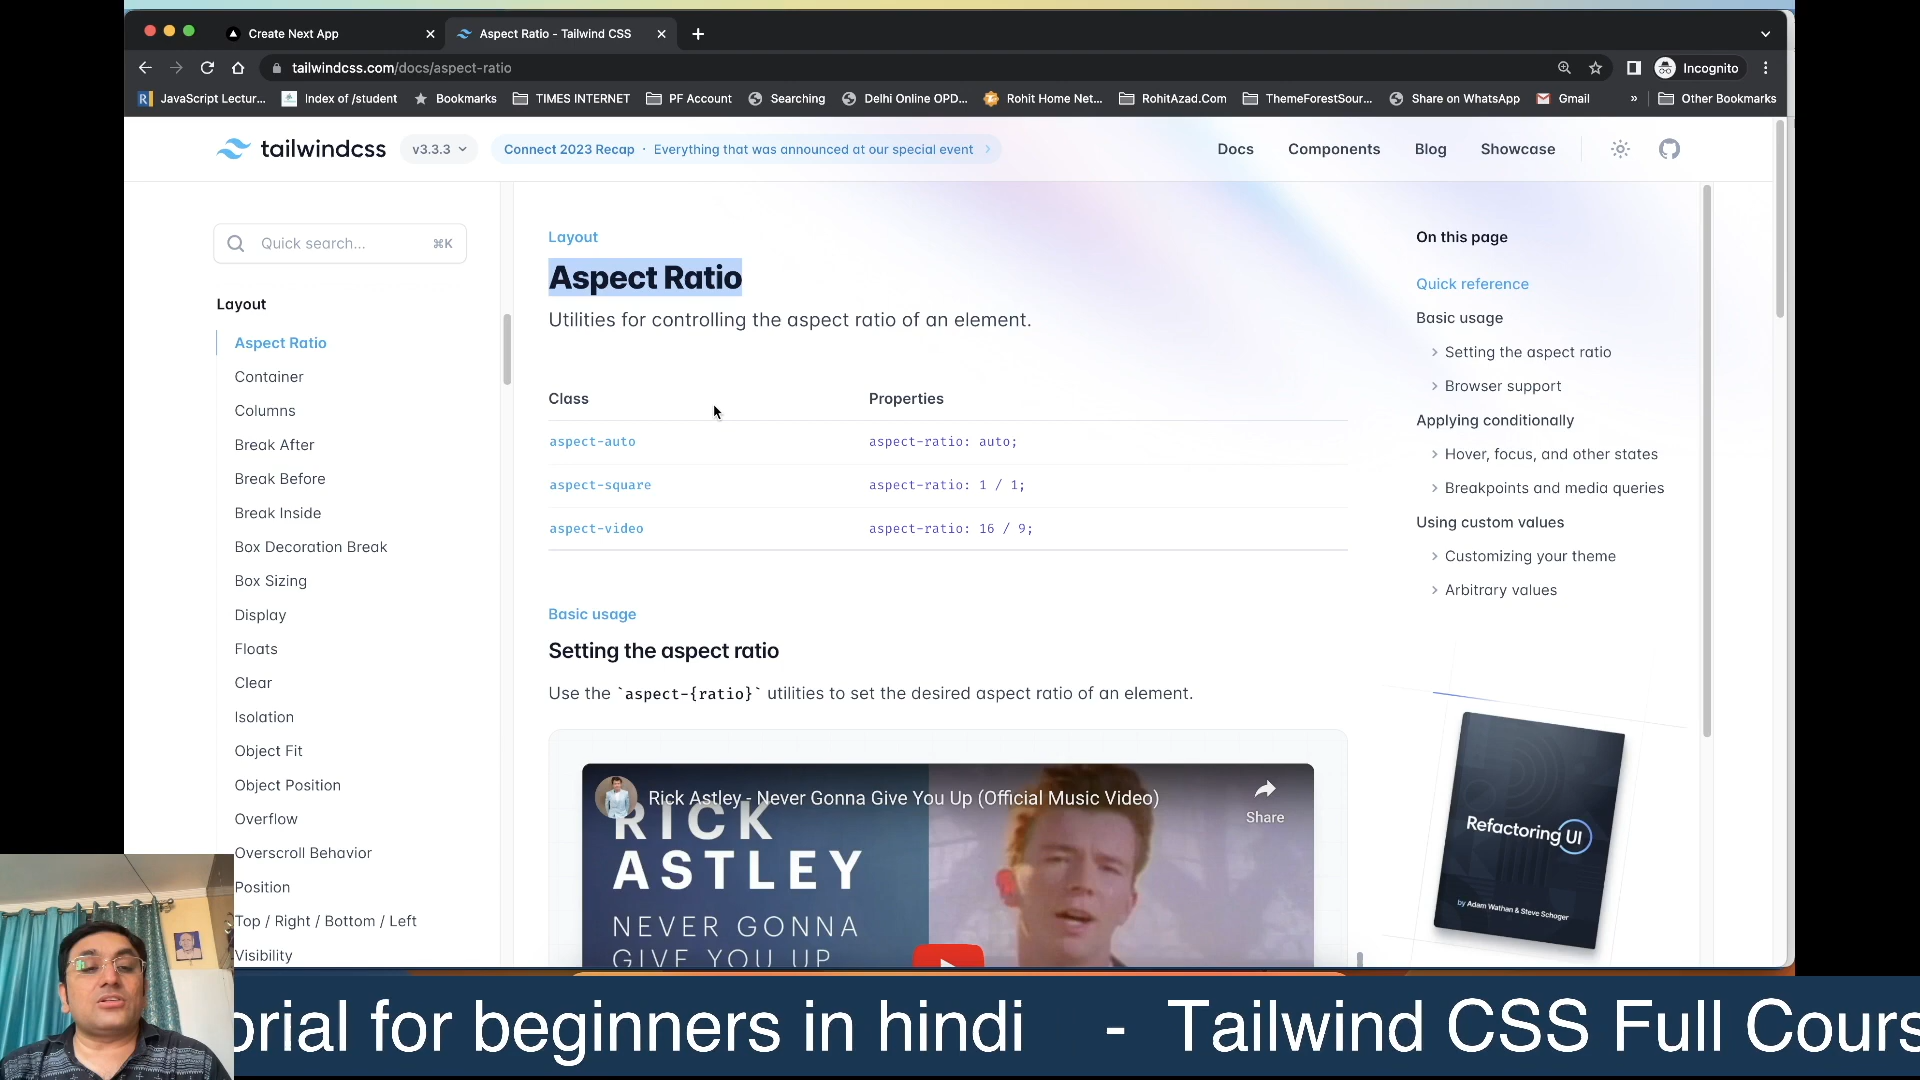 Create Next App
Aspect Ratio - Tailwind CSS
tailwindcss.com/docs/aspect-ratio
Incognito
JavaScript Lectur...
Index of /student
Bookmarks
TIMES INTERNET
PF Account
Searching
Delhi Online OPD...
Rohit Home Net...
RohitAzad.Com
ThemeForestSour...
Share on WhatsApp
Gmail
»
Other Bookmarks
tailwindcss
v3.3.3
Connect 2023 Recap · Everything that was announced at our special event
Docs
Components
Blog
Showcase
Quick search...
⌘K
Layout
Aspect Ratio
Container
Columns
Break After
Break Before
Break Inside
Box Decoration Break
Box Sizing
Display
Floats
Clear
Isolation
Object Fit
Object Position
Overflow
Overscroll Behavior
Position
Top / Right / Bottom / Left
Visibility
Layout
Aspect Ratio
Utilities for controlling the aspect ratio of an element.
Class Properties
aspect-auto aspect-ratio: auto;
aspect-square aspect-ratio: 1 / 1;
aspect-video aspect-ratio: 16 / 9;
Basic usage
Setting the aspect ratio
Use the `aspect-{ratio}` utilities to set the desired aspect ratio of an element.
Rick Astley - Never Gonna Give You Up (Official Music Video)
Share
RICK
ASTLEY
NEVER GONNA
GIVE YOU UP
On this page
Quick reference
Basic usage
Setting the aspect ratio
Browser support
Applying conditionally
Hover, focus, and other states
Breakpoints and media queries
Using custom values
Customizing your theme
Arbitrary values
Refactoring UI
by Adam Wathan & Steve Schoger
orial for beginners in hindi - Tailwind CSS Full Cours